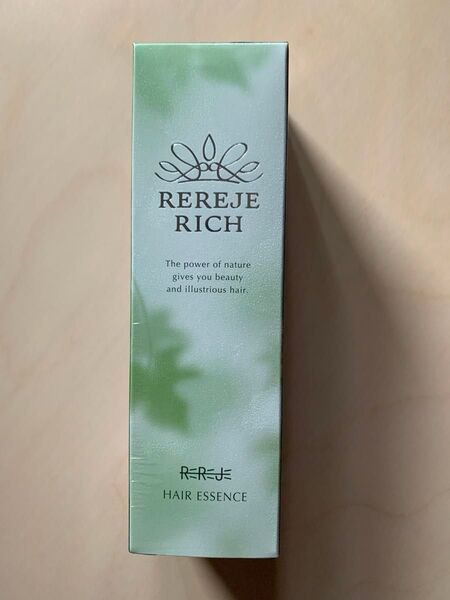 REREJE
RICH
The power of nature
gives you beauty
and illustrious hair.
REREJE
HAIR ESSENCE